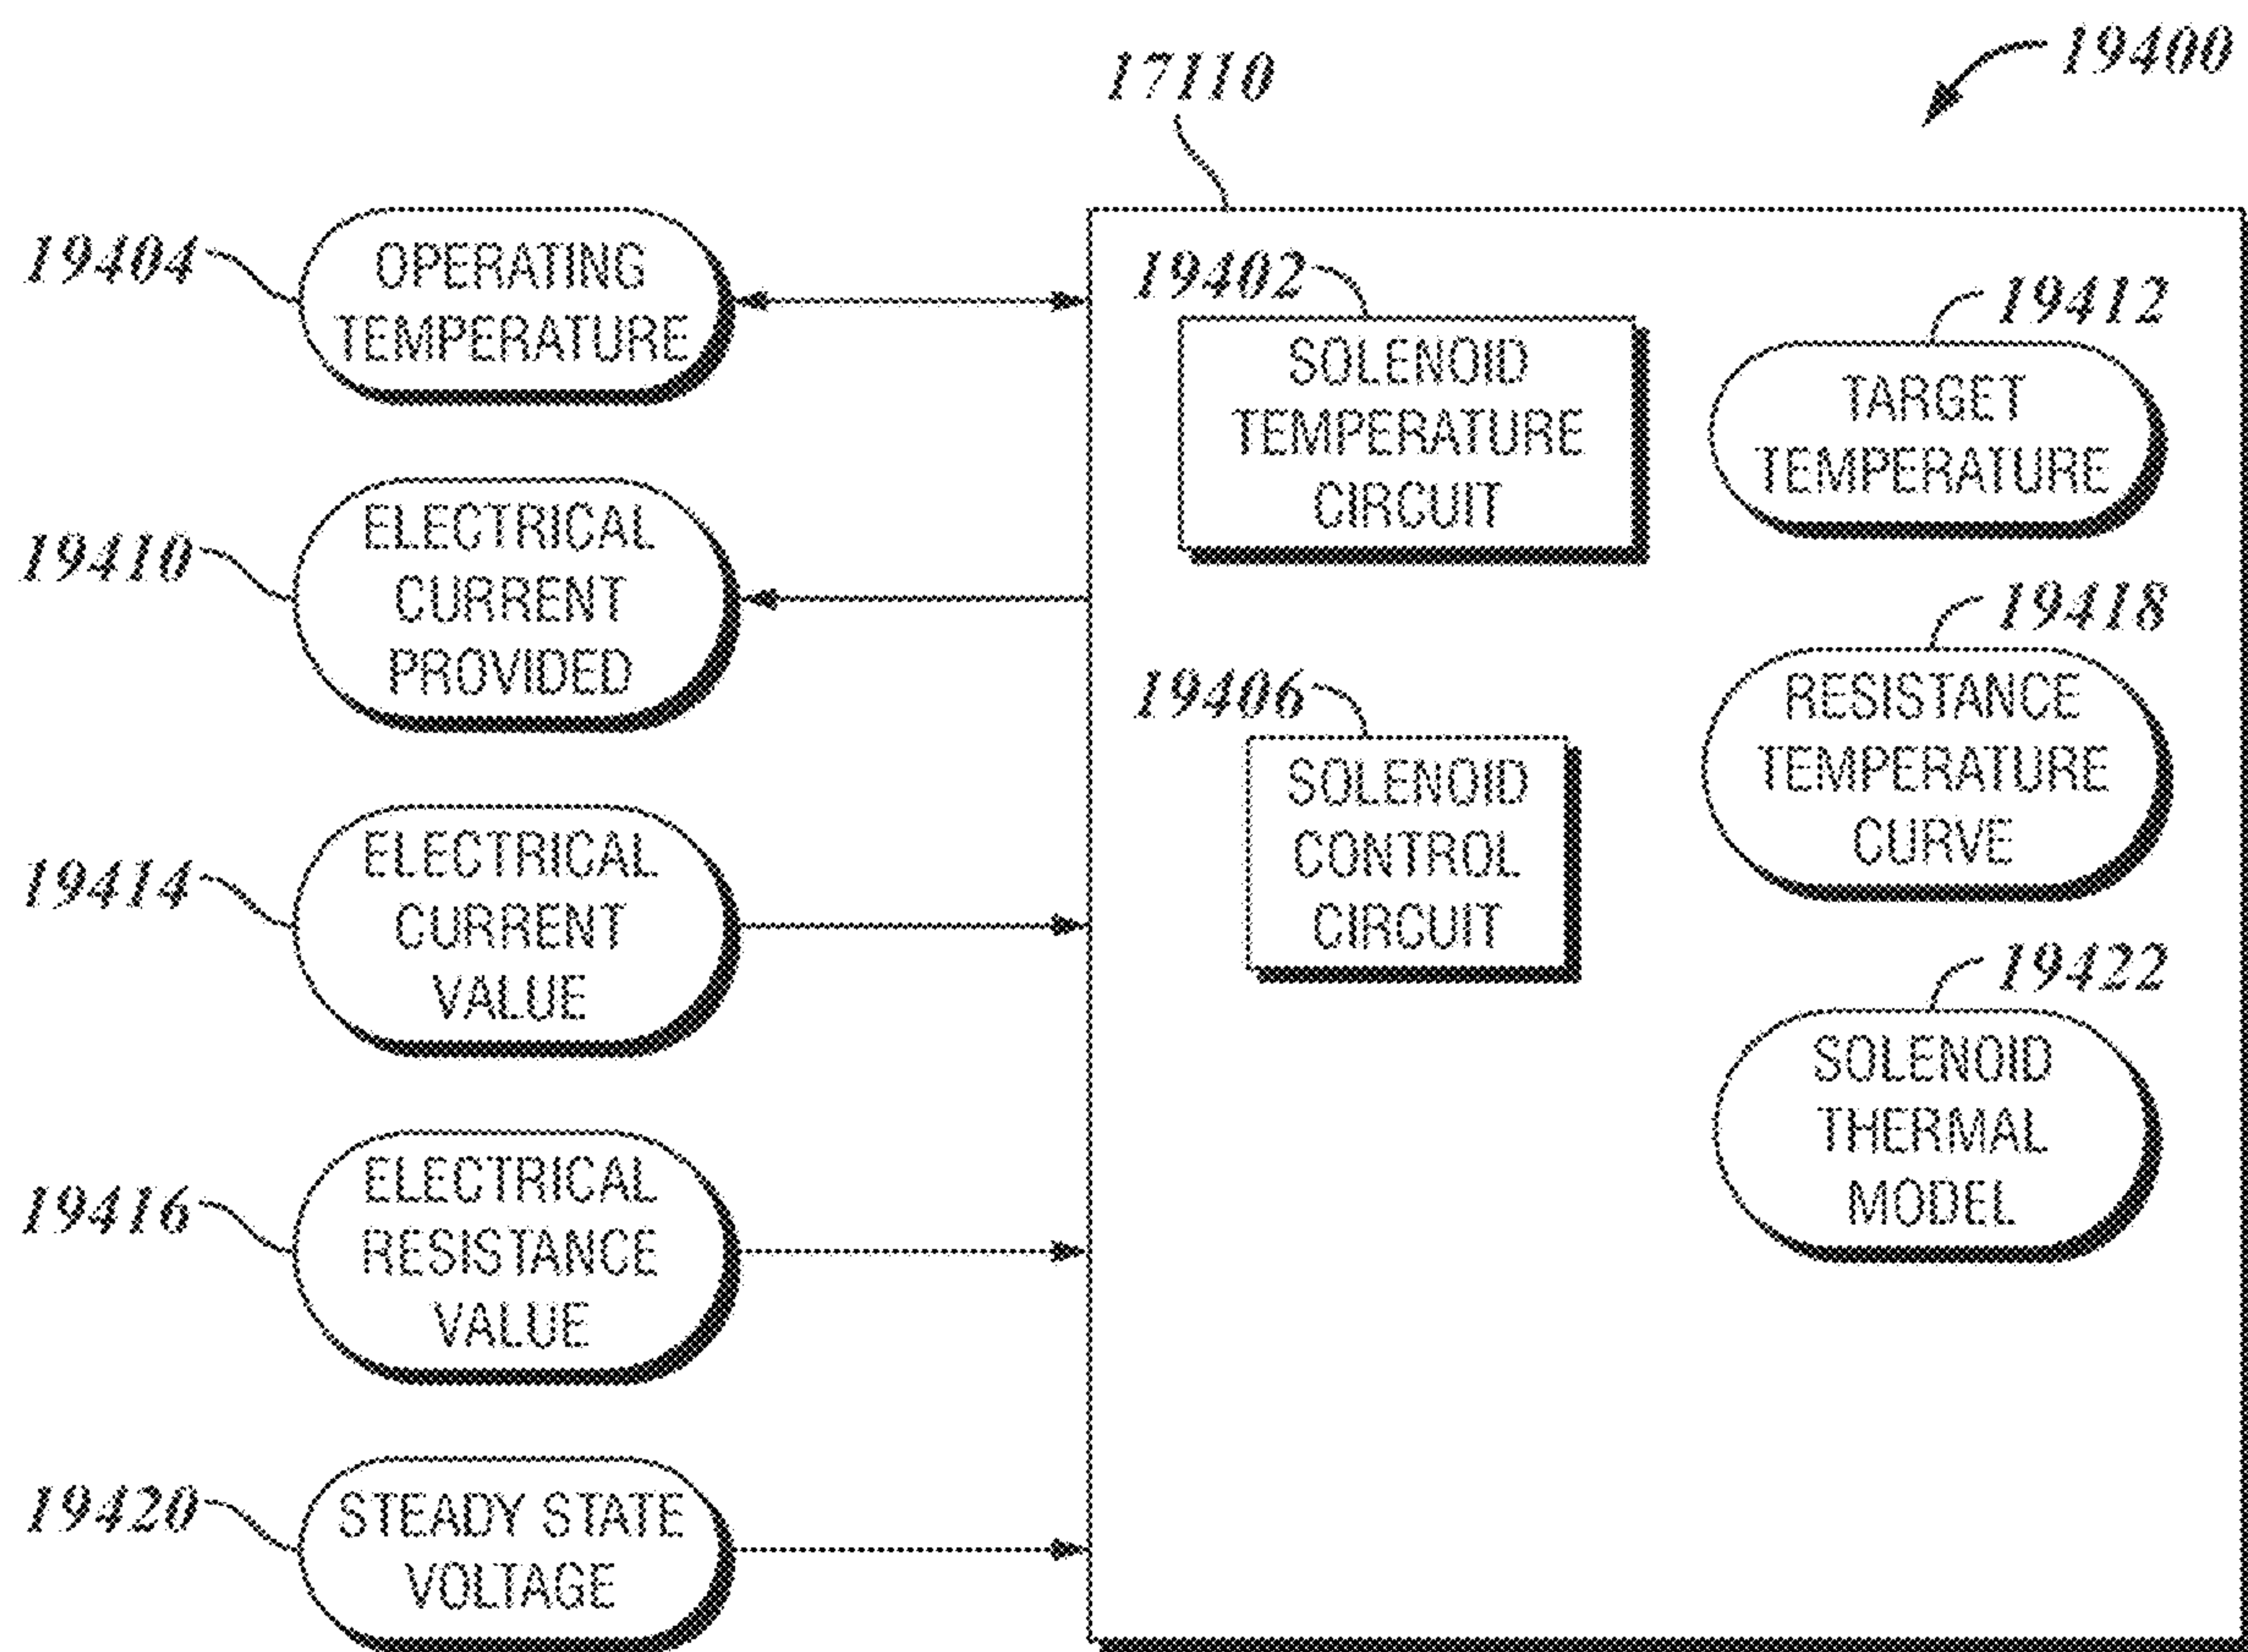 19400
17110
19404
OPERATING
TEMPERATURE
19402
SOLENOID
TEMPERATURE
CIRCUIT
19412
TARGET
TEMPERATURE
19410
ELECTRICAL
CURRENT
PROVIDED
19418
RESISTANCE
TEMPERATURE
CURVE
19406
SOLENOID
CONTROL
CIRCUIT
19414
ELECTRICAL
CURRENT
VALUE
19422
SOLENOID
THERMAL
MODEL
19416
ELECTRICAL
RESISTANCE
VALUE
19420
STEADY STATE
VOLTAGE